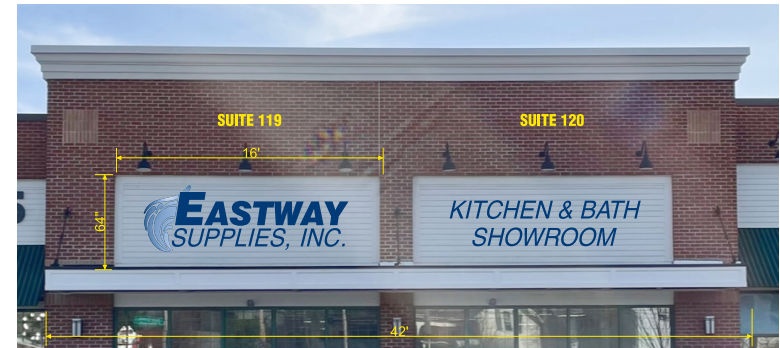 SUITE 119
SUITE 120
16'
64"
EASTWAY
SUPPLIES, INC.
KITCHEN & BATH
SHOWROOM
42'